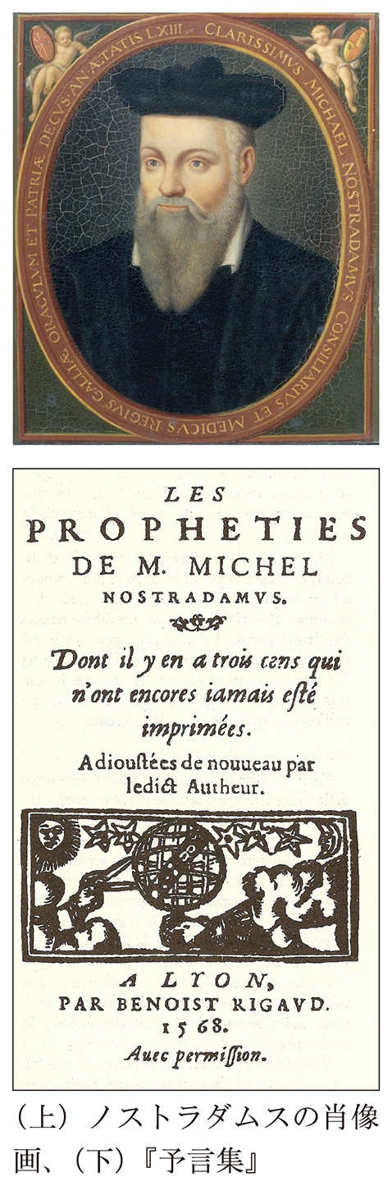 CLARISSIMVS MICHAEL NOSTRADAMVS CONSILIARIVS ET MEDICVS REGIVS GALLIÆ ORACVLVM ET PATRIÆ DECVS·AN·ÆTATIS LXIII
LES
PROPHETIES
DE M. MICHEL
NOSTRADAMVS.
Dont il y en a trois cens qui
n'ont encores iamais esté
imprimées.
Adioustées de nouueau par
ledict Autheur.
A LYON,
PAR BENOIST RIGAVD.
1568.
Auec permission.
(上)ノストラダムスの肖像
画、(下)『予言集』